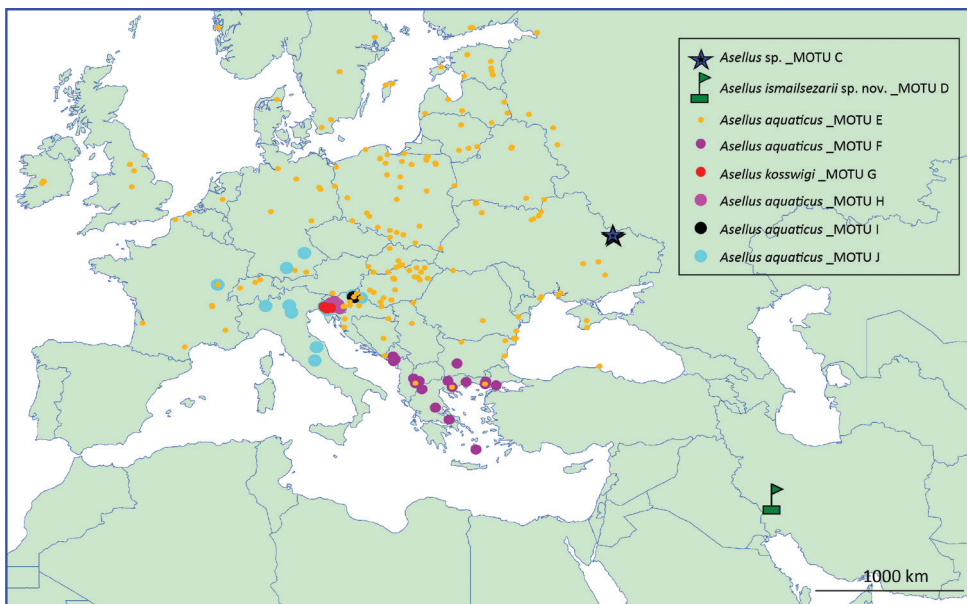 Asellus sp. _MOTU C
Asellus ismailsezarii sp. nov. _MOTU D
Asellus aquaticus _MOTU E
Asellus aquaticus _MOTU F
Asellus kosswigi _MOTU G
Asellus aquaticus _MOTU H
Asellus aquaticus _MOTU I
Asellus aquaticus _MOTU J
1000 km